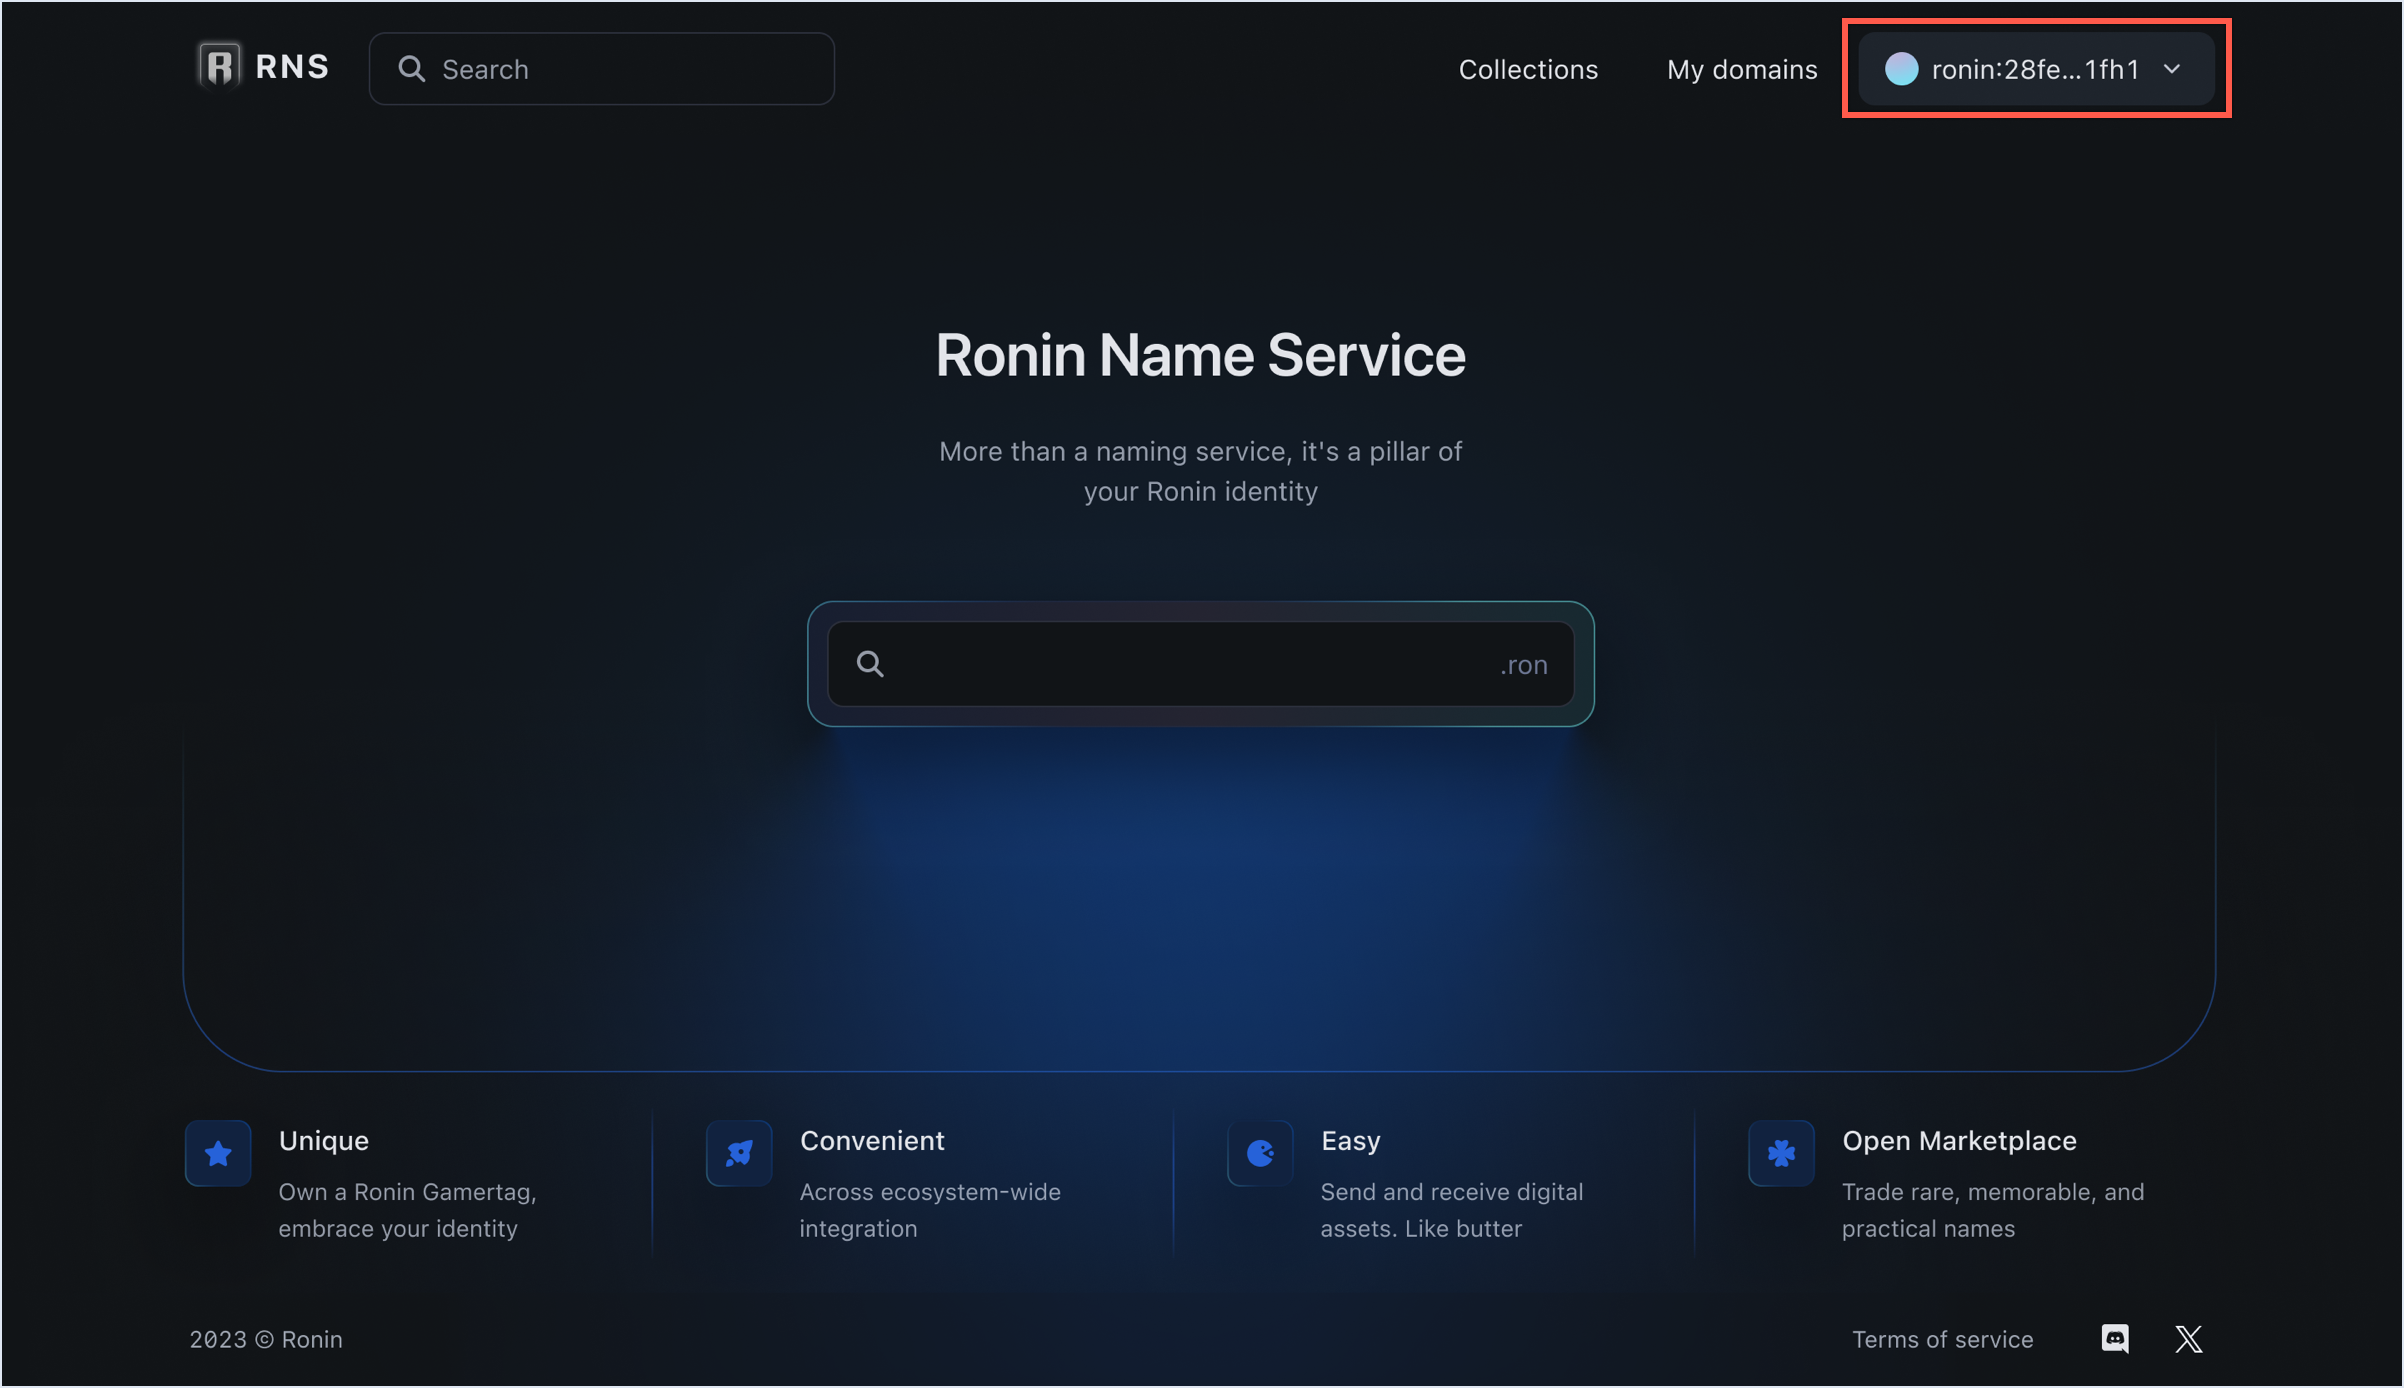 RNS
Search
Collections
My domains
ronin:28fe...1fh1
Ronin Name Service
More than a naming service, it's a pillar of
your Ronin identity
.ron
Unique
Own a Ronin Gamertag,
embrace your identity
Convenient
Across ecosystem-wide
integration
Easy
Send and receive digital
assets. Like butter
Open Marketplace
Trade rare, memorable, and
practical names
2023 © Ronin
Terms of service